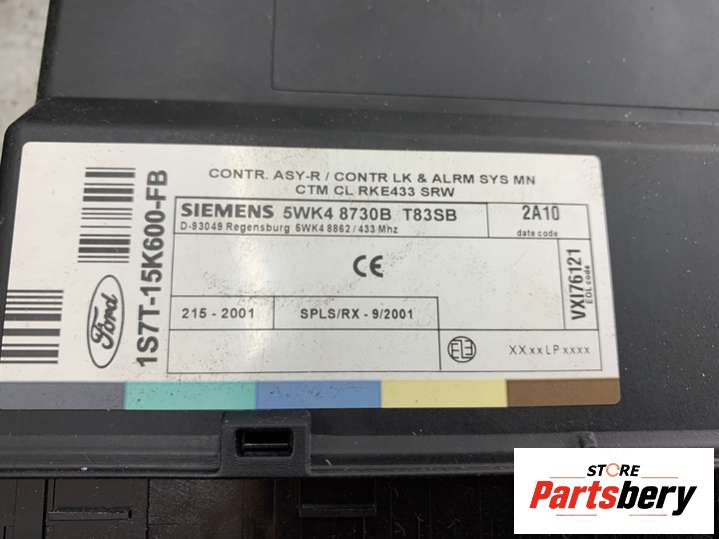 CONTR. ASY-R / CONTR LK & ALRM SYS MN
CTM CL RKE433 SRW
SIEMENS 5WK4 8730B T83SB
D-93049 Regensburg 5WK4 8862 / 433 Mhz
2A10
date code
CE
VXI76121
EOL code
215 - 2001
SPLS/RX - 9/2001
XX xx LP xxxx
1S7T-15K600-FB
Ford
STORE
Partsbery